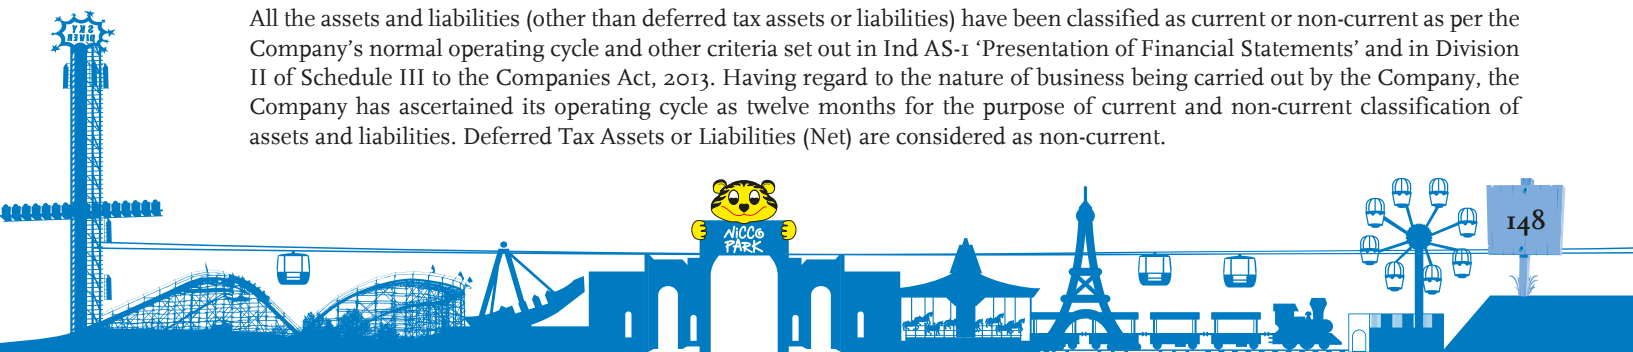 All the assets and liabilities (other than deferred tax assets or liabilities) have been classified as current or non-current as per the
Company's normal operating cycle and other criteria set out in Ind AS-1 'Presentation of Financial Statements' and in Division
II of Schedule III to the Companies Act, 2013. Having regard to the nature of business being carried out by the Company, the
Company has ascertained its operating cycle as twelve months for the purpose of current and non-current classification of
assets and liabilities. Deferred Tax Assets or Liabilities (Net) are considered as non-current.
SKY
DIVER
NiCCO
PARK
148